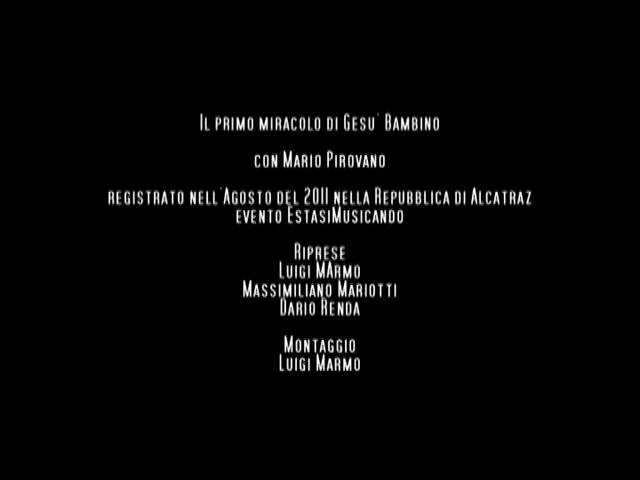 Il primo miracolo di Gesu' Bambino
con Mario Pirovano
registrato nell'Agosto del 2011 nella Repubblica di Alcatraz
evento EstasiMusicando
Riprese
Luigi MArmo
Massimiliano Mariotti
Dario Renda
Montaggio
Luigi Marmo